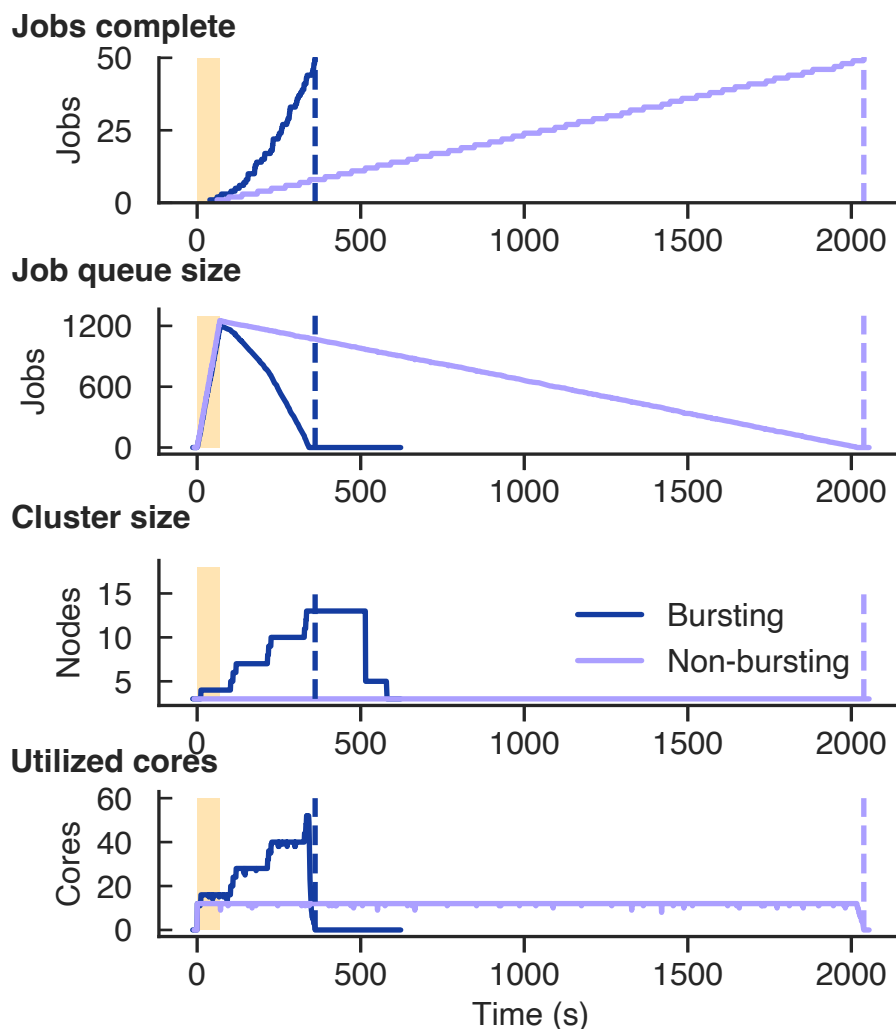 Jobs complete
50
25
0
Jobs
0 500 1000 1500 2000
Job queue size
1200
600
0
Jobs
0 500 1000 1500 2000
Cluster size
15
10
5
Nodes
Bursting
Non-bursting
0 500 1000 1500 2000
Utilized cores
60
40
20
0
Cores
0 500 1000 1500 2000
Time (s)